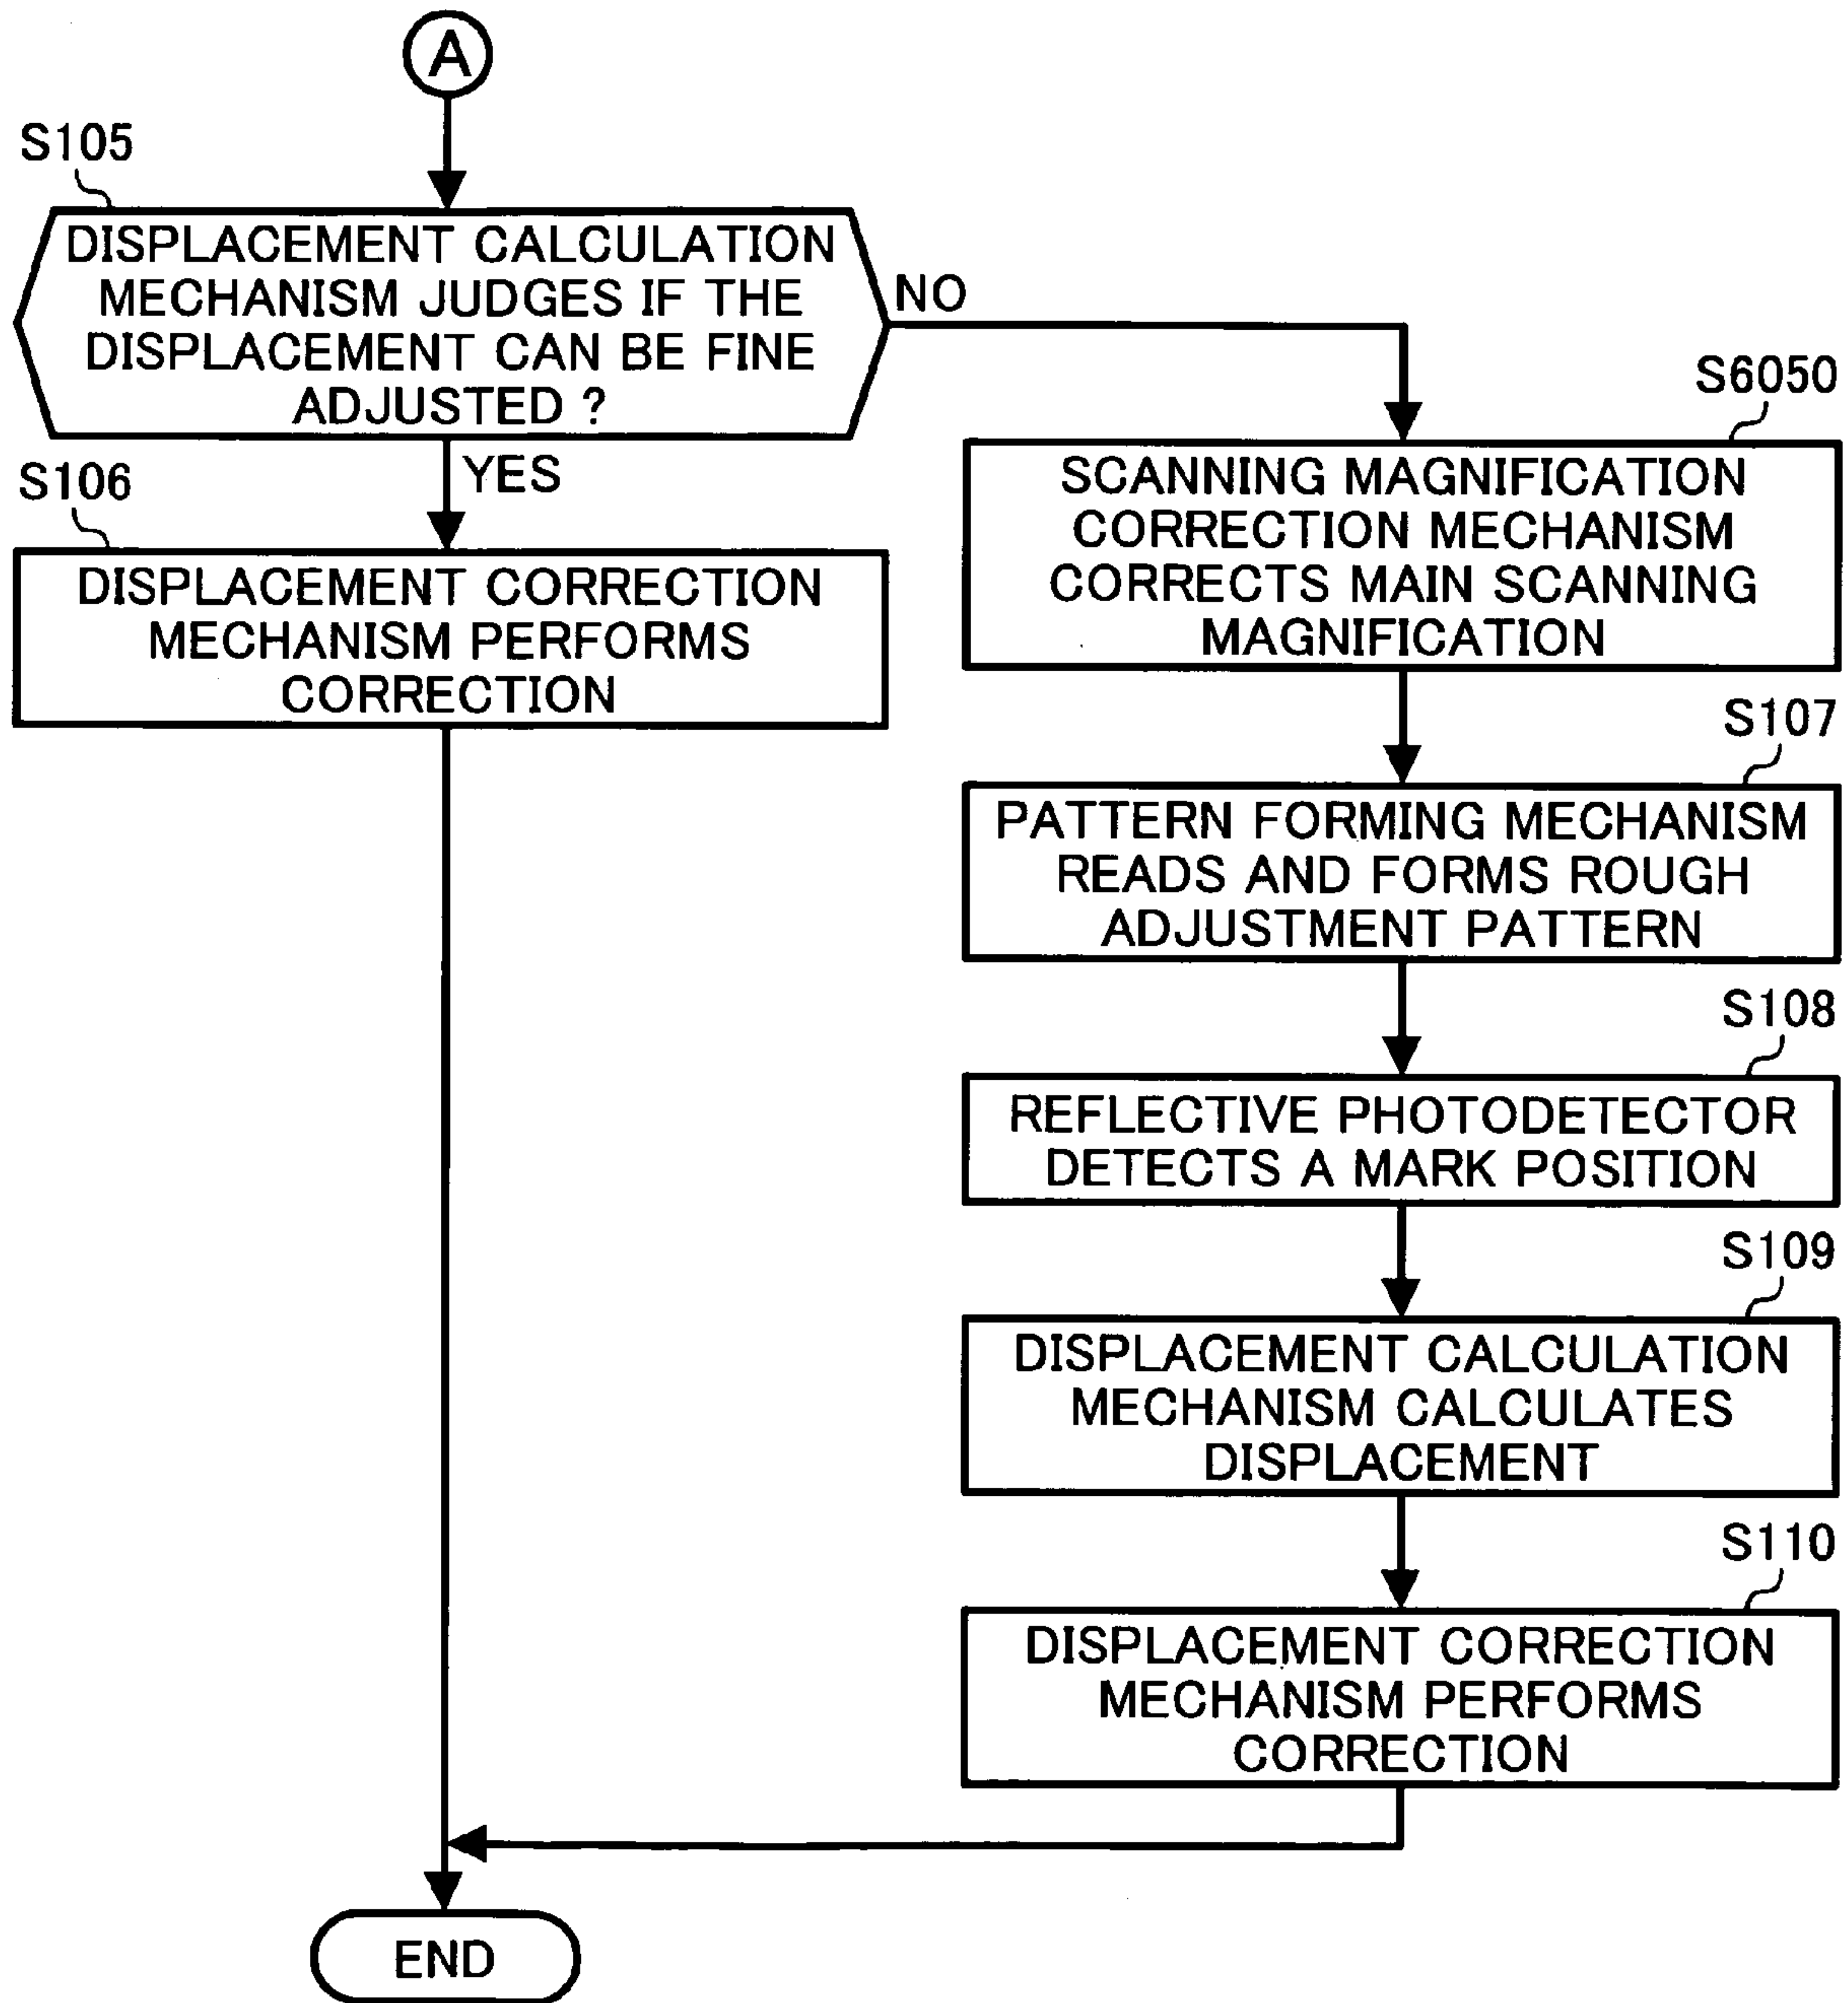 A
S105
DISPLACEMENT CALCULATION
MECHANISM JUDGES IF THE
DISPLACEMENT CAN BE FINE
ADJUSTED ?
NO
YES
S106
DISPLACEMENT CORRECTION
MECHANISM PERFORMS
CORRECTION
S6050
SCANNING MAGNIFICATION
CORRECTION MECHANISM
CORRECTS MAIN SCANNING
MAGNIFICATION
S107
PATTERN FORMING MECHANISM
READS AND FORMS ROUGH
ADJUSTMENT PATTERN
S108
REFLECTIVE PHOTODETECTOR
DETECTS A MARK POSITION
S109
DISPLACEMENT CALCULATION
MECHANISM CALCULATES
DISPLACEMENT
S110
DISPLACEMENT CORRECTION
MECHANISM PERFORMS
CORRECTION
END